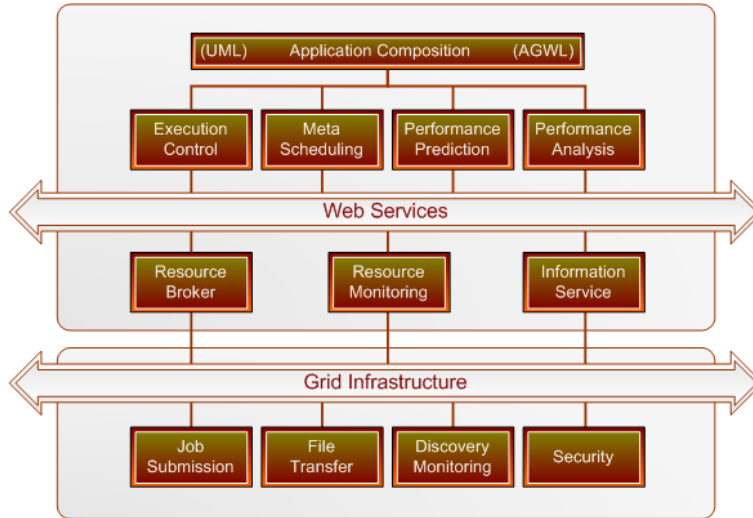 (UML) Application Composition (AGWL)
Execution
Control
Meta
Scheduling
Performance
Prediction
Performance
Analysis
Web Services
Resource
Broker
Resource
Monitoring
Information
Service
Grid Infrastructure
Job
Submission
File
Transfer
Discovery
Monitoring
Security